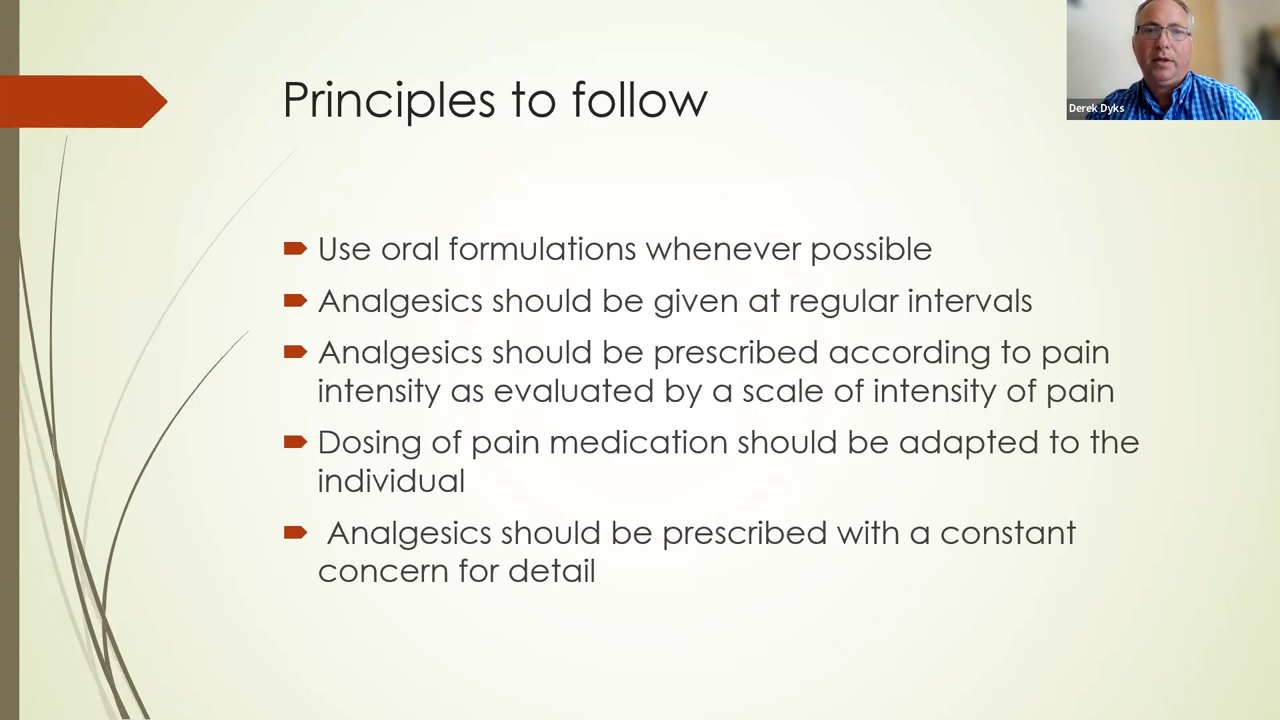 Principles to follow
Derek Dyks
Use oral formulations whenever possible
Analgesics should be given at regular intervals
Analgesics should be prescribed according to pain
intensity as evaluated by a scale of intensity of pain
Dosing of pain medication should be adapted to the
individual
Analgesics should be prescribed with a constant
concern for detail